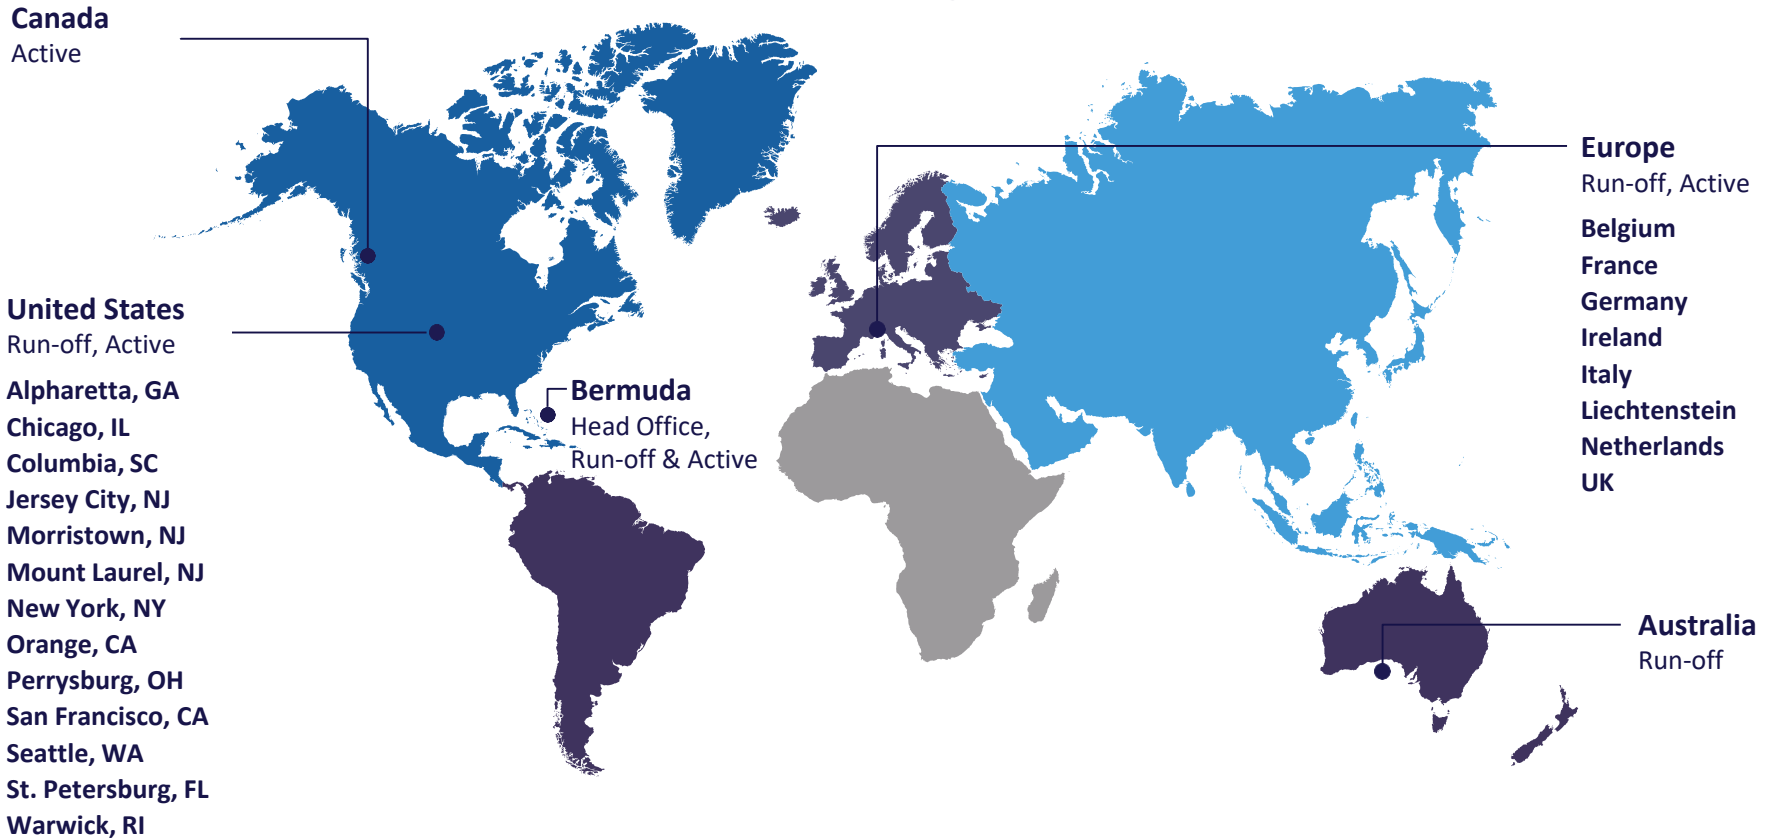 Canada
Active
United States
Run-off, Active
Alpharetta, GA
Chicago, IL
Columbia, SC
Jersey City, NJ
Morristown, NJ
Mount Laurel, NJ
New York, NY
Orange, CA
Perrysburg, OH
San Francisco, CA
Seattle, WA
St. Petersburg, FL
Warwick, RI
Bermuda
Head Office,
Run-off & Active
Europe
Run-off, Active
Belgium
France
Germany
Ireland
Italy
Liechtenstein
Netherlands
UK
Australia
Run-off